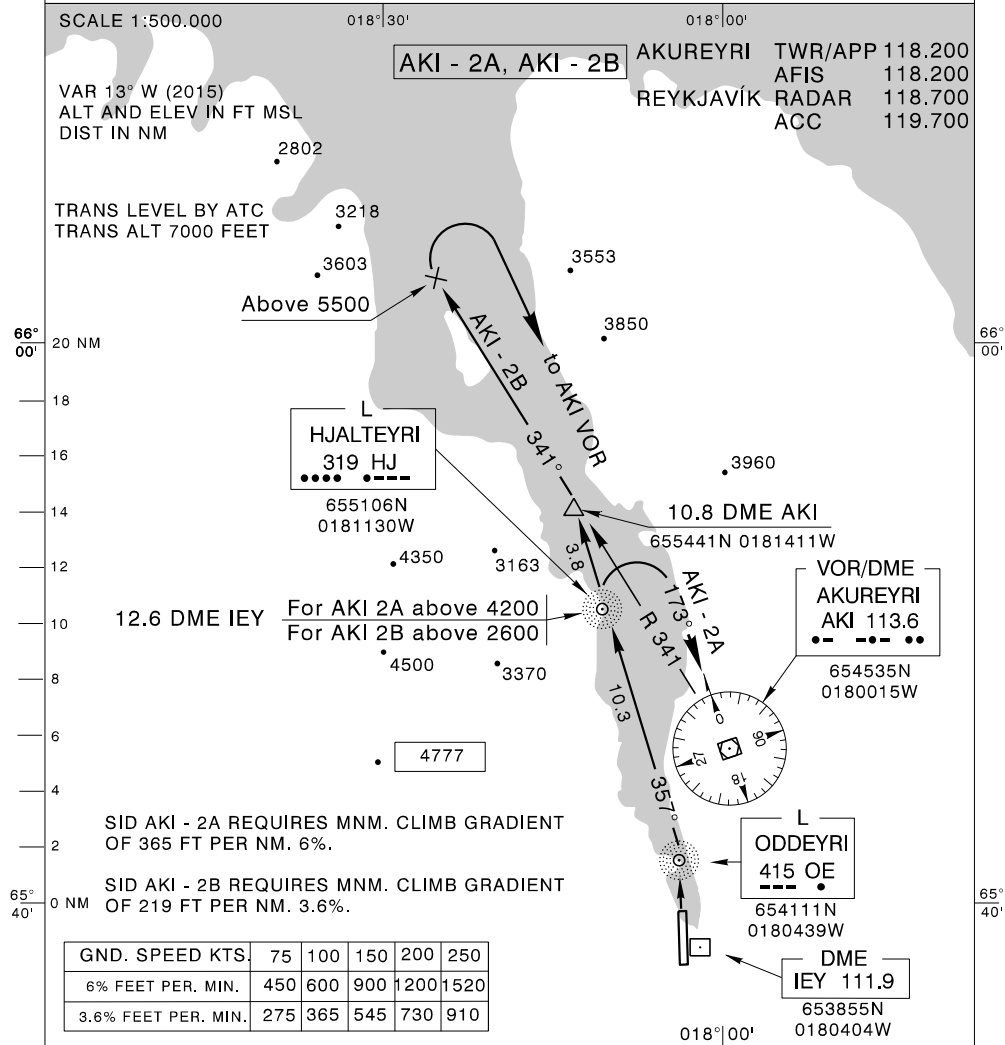 SCALE 1:500.000
018°30'
018°00'
AKI - 2A, AKI - 2B
AKUREYRI TWR/APP 118.200
AFIS 118.200
REYKJAVÍK RADAR 118.700
ACC 119.700
VAR 13° W (2015)
ALT AND ELEV IN FT MSL
DIST IN NM
2802
TRANS LEVEL BY ATC
TRANS ALT 7000 FEET
3218
3603
3553
Above 5500
3850
66°
00'
20 NM
66°
00'
AKI - 2B
to AKI VOR
18
L
HJALTEYRI
319 HJ
655106N
0181130W
16
341°
3960
14
10.8 DME AKI
655441N 0181411W
4350
3163
3.8
12
AKI - 2A
173°
R 341
VOR/DME
AKUREYRI
AKI 113.6
654535N
0180015W
12.6 DME IEY
For AKI 2A above 4200
For AKI 2B above 2600
10
4500
3370
8
10.3
0
06
27
18
6
4777
4
357°
SID AKI - 2A REQUIRES MNM. CLIMB GRADIENT
OF 365 FT PER NM. 6%.
2
L
ODDEYRI
415 OE
654111N
0180439W
SID AKI - 2B REQUIRES MNM. CLIMB GRADIENT
OF 219 FT PER NM. 3.6%.
65°
40'
0 NM
65°
40'
GND. SPEED KTS. 75 100 150 200 250
6% FEET PER. MIN. 450 600 900 1200 1520
3.6% FEET PER. MIN. 275 365 545 730 910
DME
IEY 111.9
653855N
0180404W
018°00'